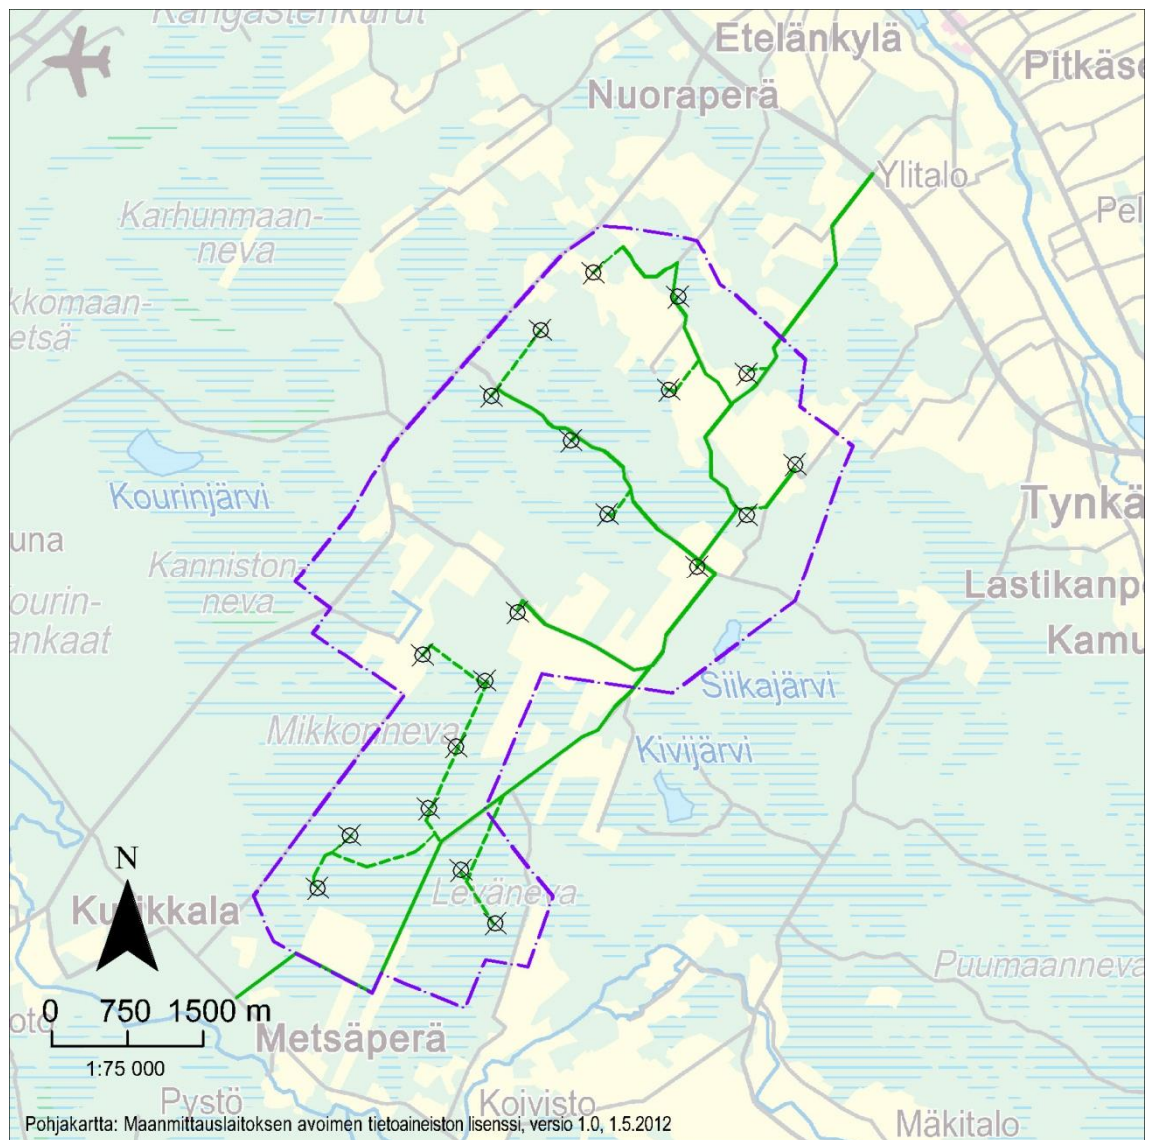 Kangastenkurut
Etelänkylä
Pitkäse
Nuoraperä
Ylitalo
Pel
Karhunmaan-
neva
kkomaan-
etsä
Kourinjärvi
Tynkä
una
Kanniston-
neva
ourin-
ankaat
Lastikanp
Kamu
Siikajärvi
Mikkonneva
Kivijärvi
N
Leväneva
Puumaanneva
0 750 1500 m
1:75 000
Metsäperä
Pystö
Koivisto
Mäkitalo
Pohjakartta: Maanmittauslaitoksen avoimen tietoaineiston lisenssi, versio 1.0, 1.5.2012